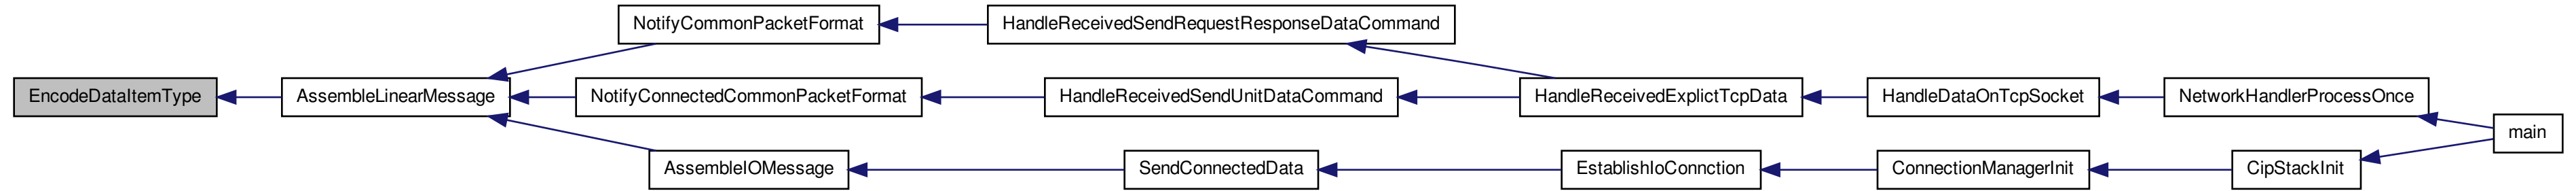 NotifyCommonPacketFormat
HandleReceivedSendRequestResponseDataCommand
EncodeDataItemType
AssembleLinearMessage
NotifyConnectedCommonPacketFormat
HandleReceivedSendUnitDataCommand
HandleReceivedExplictTcpData
HandleDataOnTcpSocket
NetworkHandlerProcessOnce
main
AssembleIOMessage
SendConnectedData
EstablishIoConnction
ConnectionManagerInit
CipStackInit